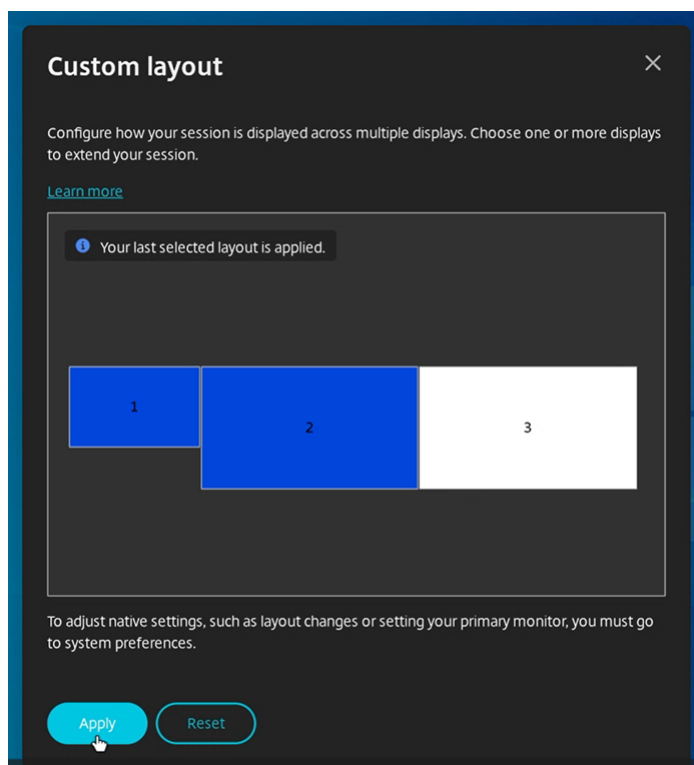 Custom layout
Configure how your session is displayed across multiple displays. Choose one or more displays
to extend your session.
Learn more
Your last selected layout is applied.
1
2
3
To adjust native settings, such as layout changes or setting your primary monitor, you must go
to system preferences.
Apply
Reset